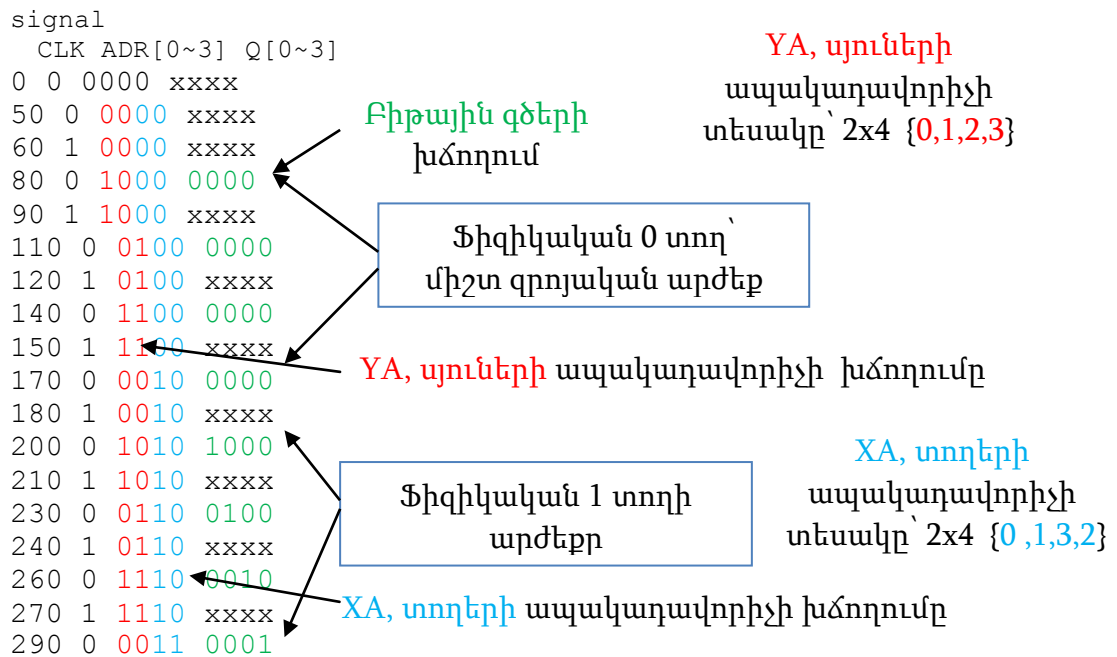 signal
CLK ADR[0~3] Q[0~3]
0 0 0000 xxxx
50 0 0000 xxxx
60 1 0000 xxxx
80 0 1000 0000
90 1 1000 xxxx
110 0 0100 0000
120 1 0100 xxxx
140 0 1100 0000
150 1 1100 xxxx
170 0 0010 0000
180 1 0010 xxxx
200 0 1010 1000
210 1 1010 xxxx
230 0 0110 0100
240 1 0110 xxxx
260 0 1110 0010
270 1 1110 xxxx
290 0 0011 0001
YA, սյուների
ապակադավորիչի
տեսակը՝ 2x4 {0,1,2,3}
Բիթային գծերի
խճողում
Ֆիզիկական 0 տող՝
միշտ զրոյական արժեք
YA, սյուների ապակադավորիչի խճողումը
Ֆիզիկական 1 տողի
արժեքր
XA, տողերի
ապակադավորիչի
տեսակը՝ 2x4 {0 ,1,3,2}
XA, տողերի ապակադավորիչի խճողումը